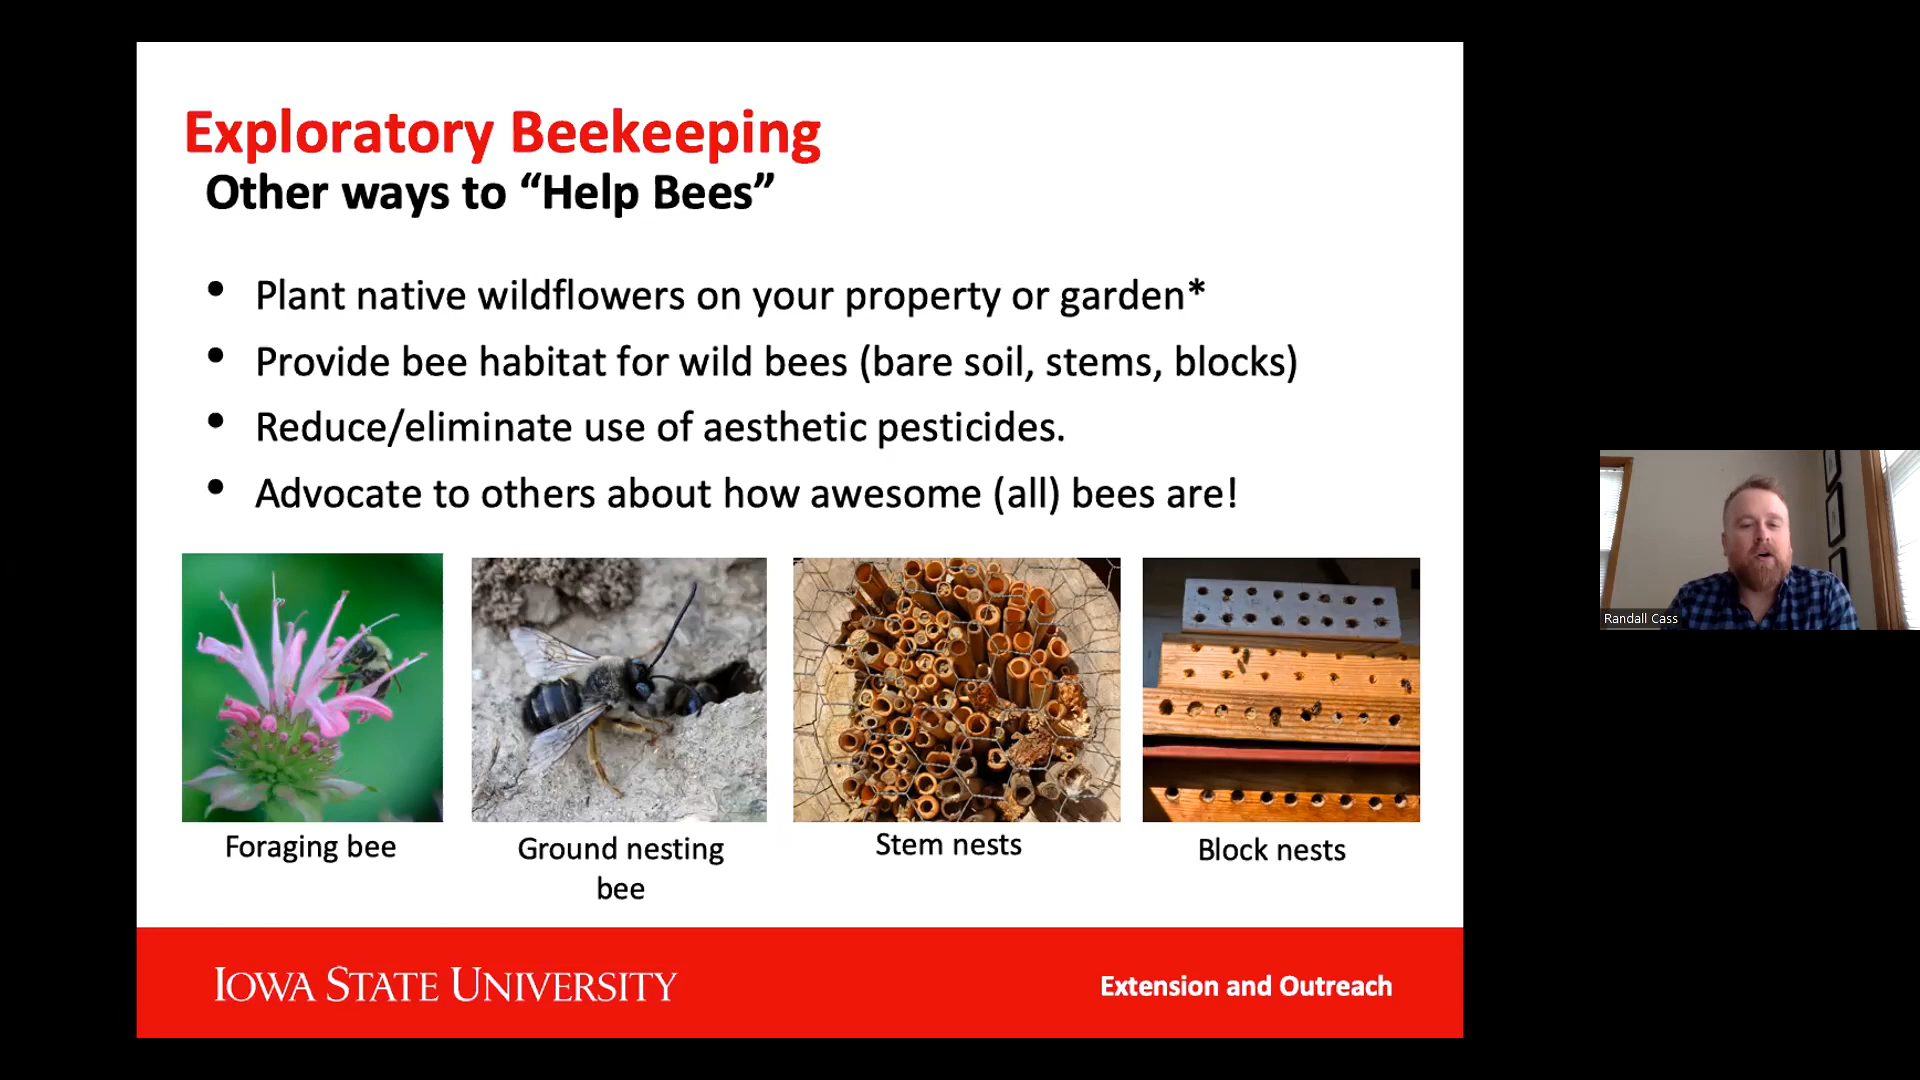 Exploratory Beekeeping
Other ways to “Help Bees”
• Plant native wildflowers on your property or garden*
• Provide bee habitat for wild bees (bare soil, stems, blocks)
• Reduce/eliminate use of aesthetic pesticides.
• Advocate to others about how awesome (all) bees are!
Foraging bee
Ground nesting
bee
Stem nests
Block nests
IOWA STATE UNIVERSITY
Extension and Outreach
Randall Cass